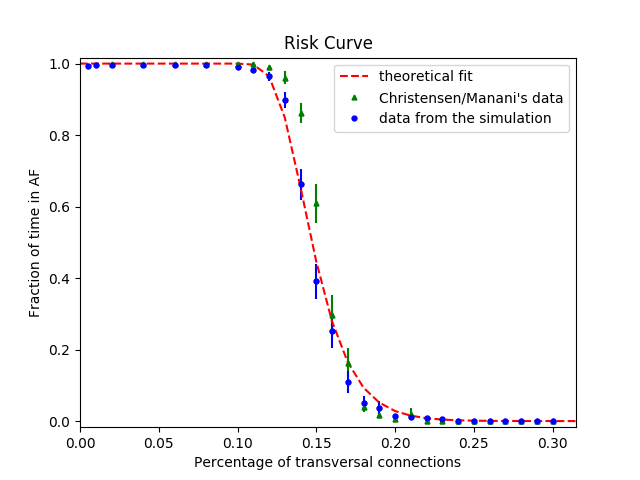 Risk Curve
1.0
0.8
0.6
0.4
0.2
0.0
Fraction of time in AF
theoretical fit
Christensen/Manani's data
data from the simulation
0.00 0.05 0.10 0.15 0.20 0.25 0.30
Percentage of transversal connections